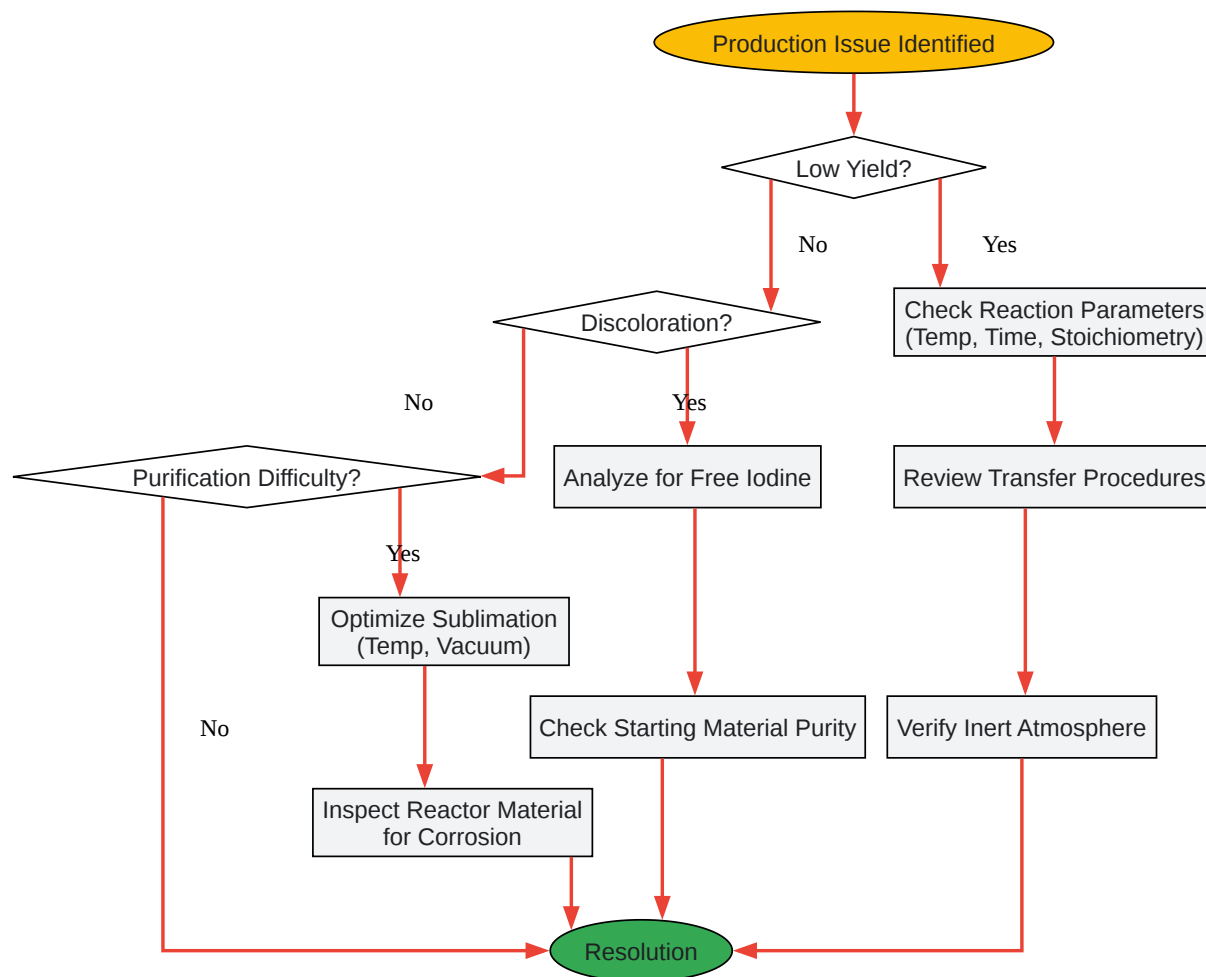 Production Issue Identified
Low Yield?
No
Yes
Discoloration?
Check Reaction Parameters
(Temp, Time, Stoichiometry)
No
Yes
Purification Difficulty?
Analyze for Free Iodine
Review Transfer Procedures
Yes
Optimize Sublimation
(Temp, Vacuum)
No
Check Starting Material Purity
Verify Inert Atmosphere
Inspect Reactor Material
for Corrosion
Resolution